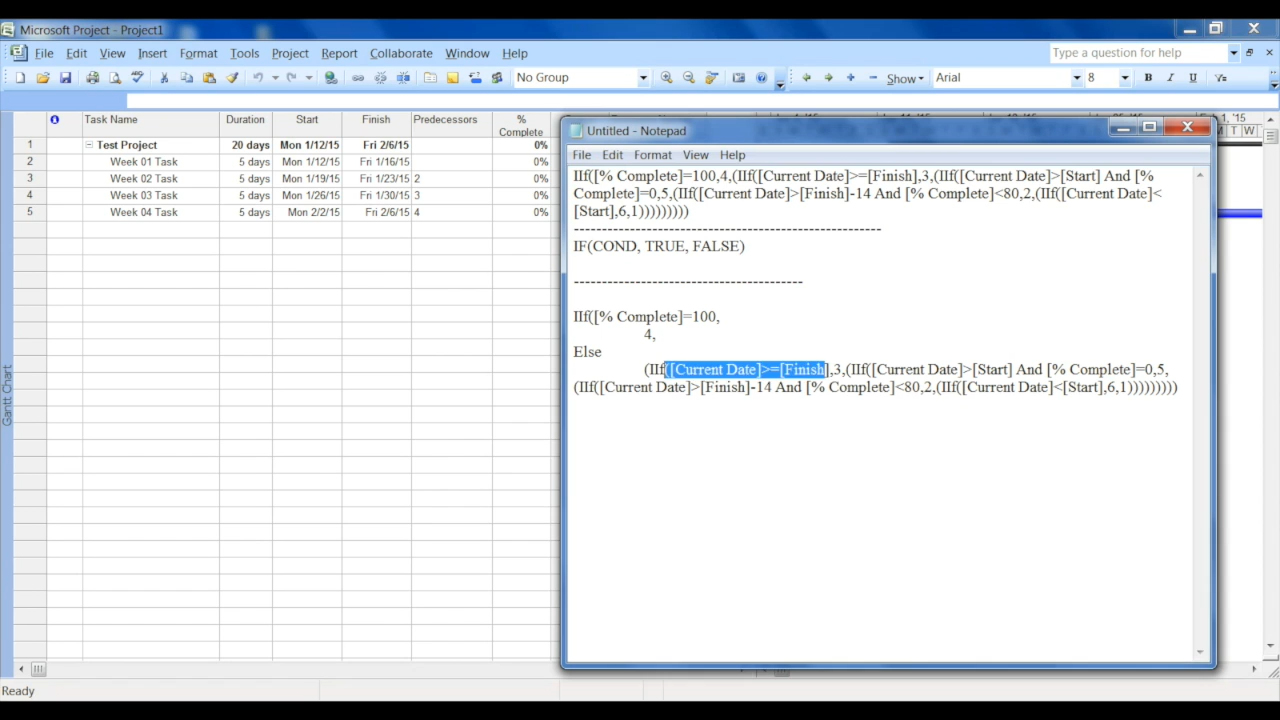 Microsoft Project - Project1
File Edit View Insert Format Tools Project Report Collaborate Window Help
Type a question for help
No Group
Show
Arial
8
B I U
Task Name Duration Start Finish Predecessors % Complete
1 Test Project 20 days Mon 1/12/15 Fri 2/6/15 0%
2 Week 01 Task 5 days Mon 1/12/15 Fri 1/16/15 0%
3 Week 02 Task 5 days Mon 1/19/15 Fri 1/23/15 2 0%
4 Week 03 Task 5 days Mon 1/26/15 Fri 1/30/15 3 0%
5 Week 04 Task 5 days Mon 2/2/15 Fri 2/6/15 4 0%
Gantt Chart
1, '15
T W
Untitled - Notepad
File Edit Format View Help
IIf([% Complete]=100,4,(IIf([Current Date]>=[Finish],3,(IIf([Current Date]>[Start] And [%
Complete]=0,5,(IIf([Current Date]>[Finish]-14 And [% Complete]<80,2,(IIf([Current Date]<
[Start],6,1)))))))))
-------------------------------------------------------
IF(COND, TRUE, FALSE)
-----------------------------------------
IIf([% Complete]=100,
4,
Else
(IIf([Current Date]>=[Finish],3,(IIf([Current Date]>[Start] And [% Complete]=0,5,
(IIf([Current Date]>[Finish]-14 And [% Complete]<80,2,(IIf([Current Date]<[Start],6,1)))))))))
Ready